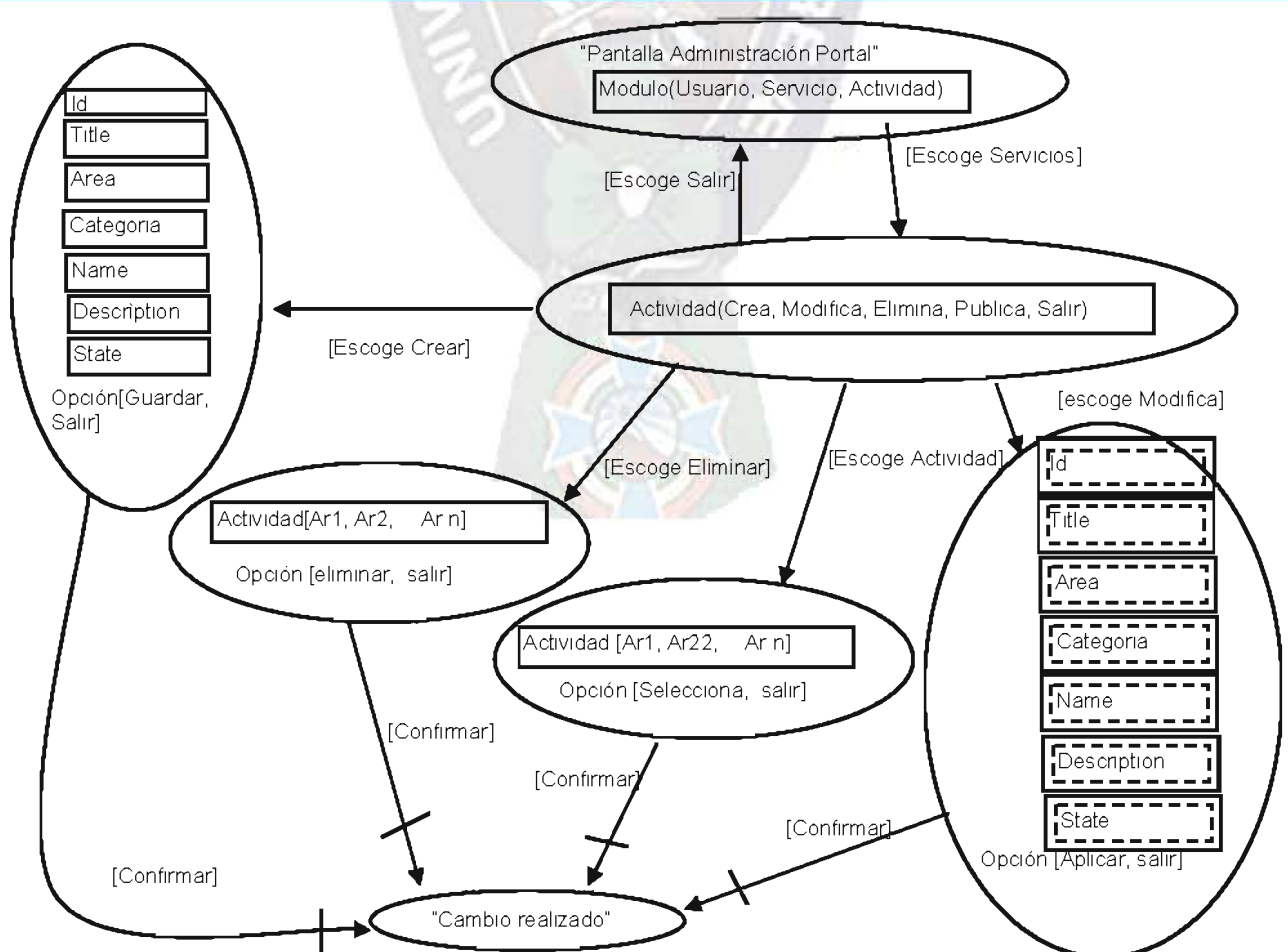 "Pantalla Administración Portal"
Modulo(Usuario, Servicio, Actividad)
[Escoge Servicios]
[Escoge Salir]
Actividad(Crea, Modifica, Elimina, Publica, Salir)
Id
Title
Area
Categoria
Name
Description
State
Opción[Guardar,
Salir]
[Escoge Crear]
[Escoge Eliminar]
[Escoge Actividad]
[escoge Modifica]
Actividad[Ar1, Ar2, Ar n]
Opción [eliminar, salir]
Actividad [Ar1, Ar22, Ar n]
Opción [Selecciona, salir]
Id
Title
Area
Categoria
Name
Description
State
Opción [Aplicar, salir]
[Confirmar]
[Confirmar]
[Confirmar]
[Confirmar]
"Cambio realizado"